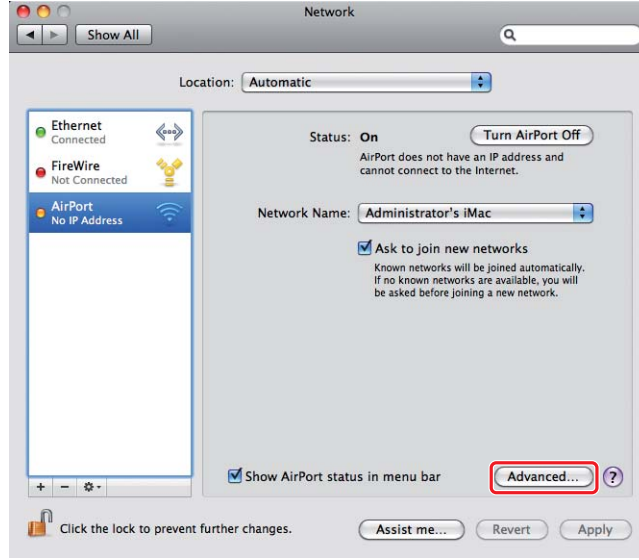 Network
Show All
Location: Automatic
Ethernet
Connected
FireWire
Not Connected
AirPort
No IP Address
Status: On Turn AirPort Off
AirPort does not have an IP address and
cannot connect to the Internet.
Network Name: Administrator's iMac
Ask to join new networks
Known networks will be joined automatically.
If no known networks are available, you will
be asked before joining a new network.
Show AirPort status in menu bar Advanced... ?
+ -
Click the lock to prevent further changes. Assist me... Revert Apply